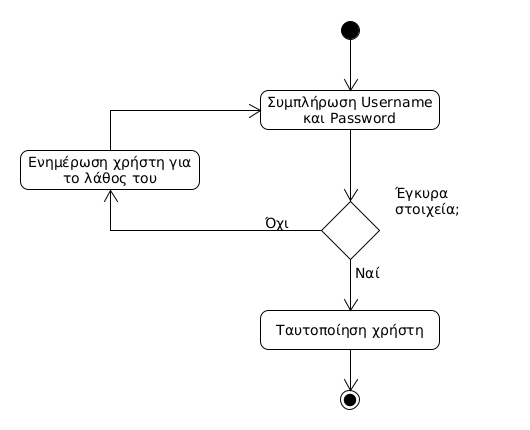 Συμπλήρωση Username
και Password
Ενημέρωση χρήστη για
το λάθος του
Έγκυρα
στοιχεία;
Όχι
Ναί
Ταυτοποίηση χρήστη